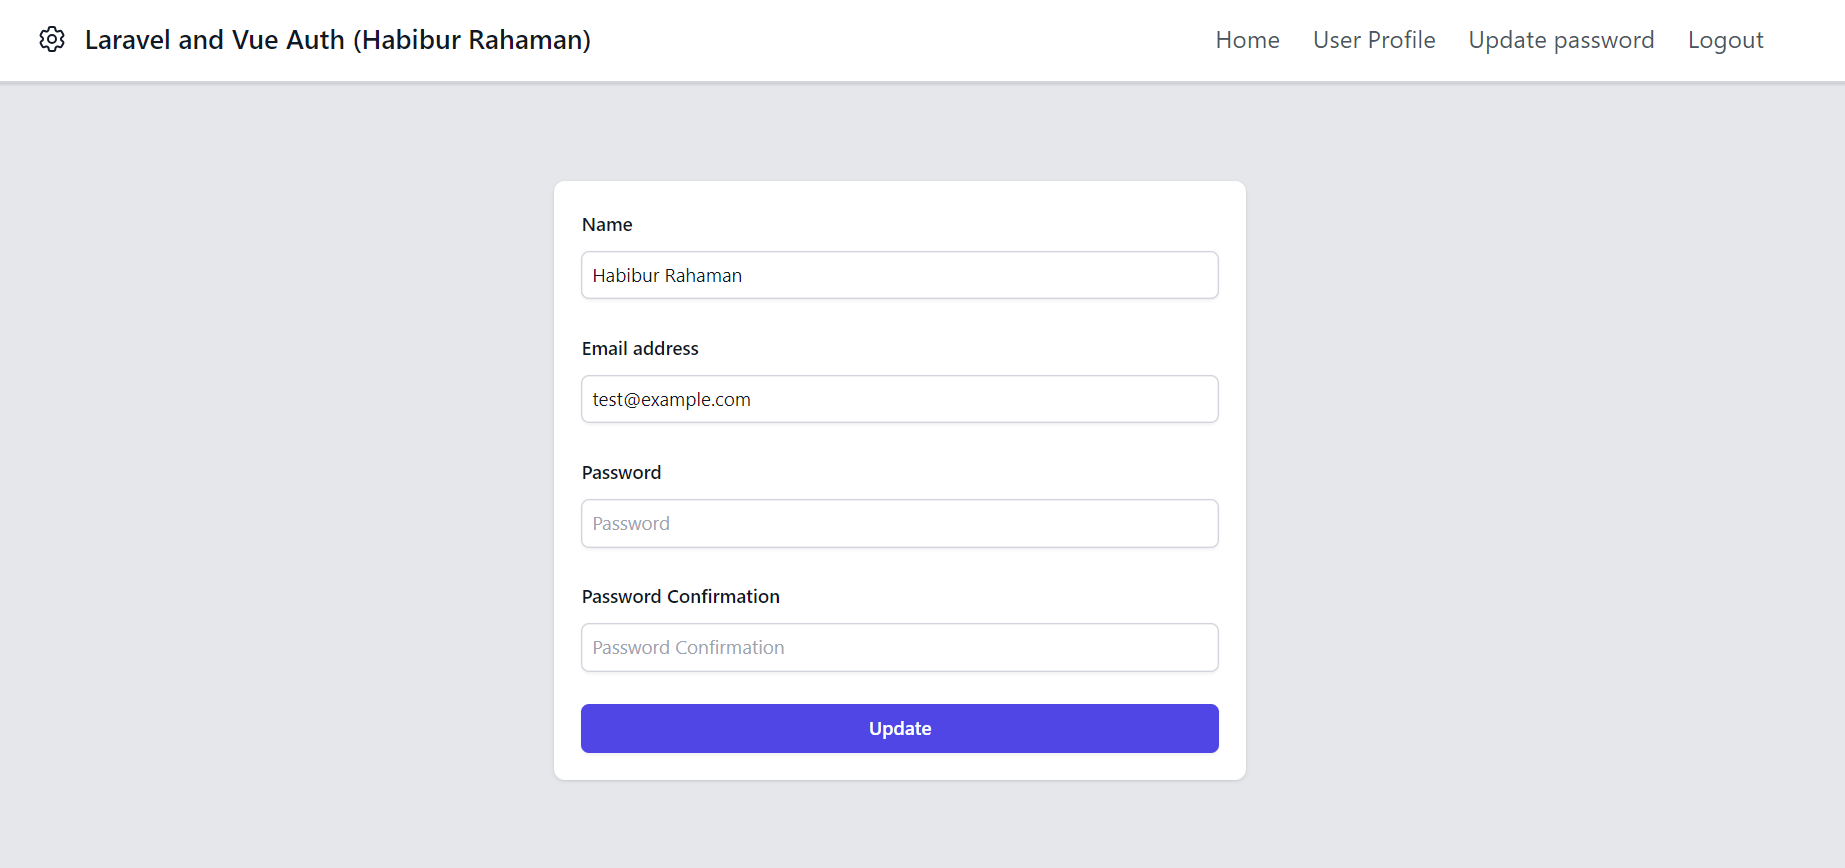 Laravel and Vue Auth (Habibur Rahaman)
Home User Profile Update password Logout
Name
Habibur Rahaman
Email address
test@example.com
Password
Password
Password Confirmation
Password Confirmation
Update